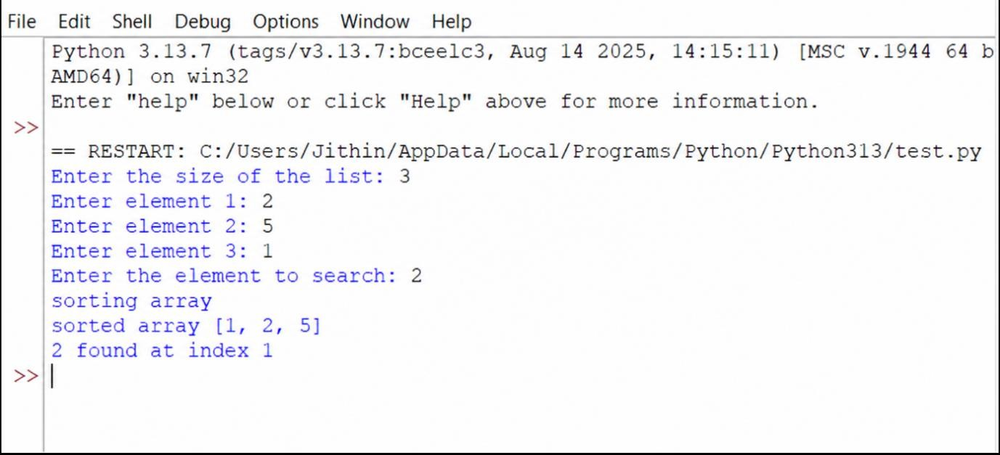 File Edit Shell Debug Options Window Help
Python 3.13.7 (tags/v3.13.7:bceelc3, Aug 14 2025, 14:15:11) [MSC v.1944 64 b
AMD64)] on win32
Enter "help" below or click "Help" above for more information.
>>
== RESTART: C:/Users/Jithin/AppData/Local/Programs/Python/Python313/test.py
Enter the size of the list: 3
Enter element 1: 2
Enter element 2: 5
Enter element 3: 1
Enter the element to search: 2
sorting array
sorted array [1, 2, 5]
2 found at index 1
>>